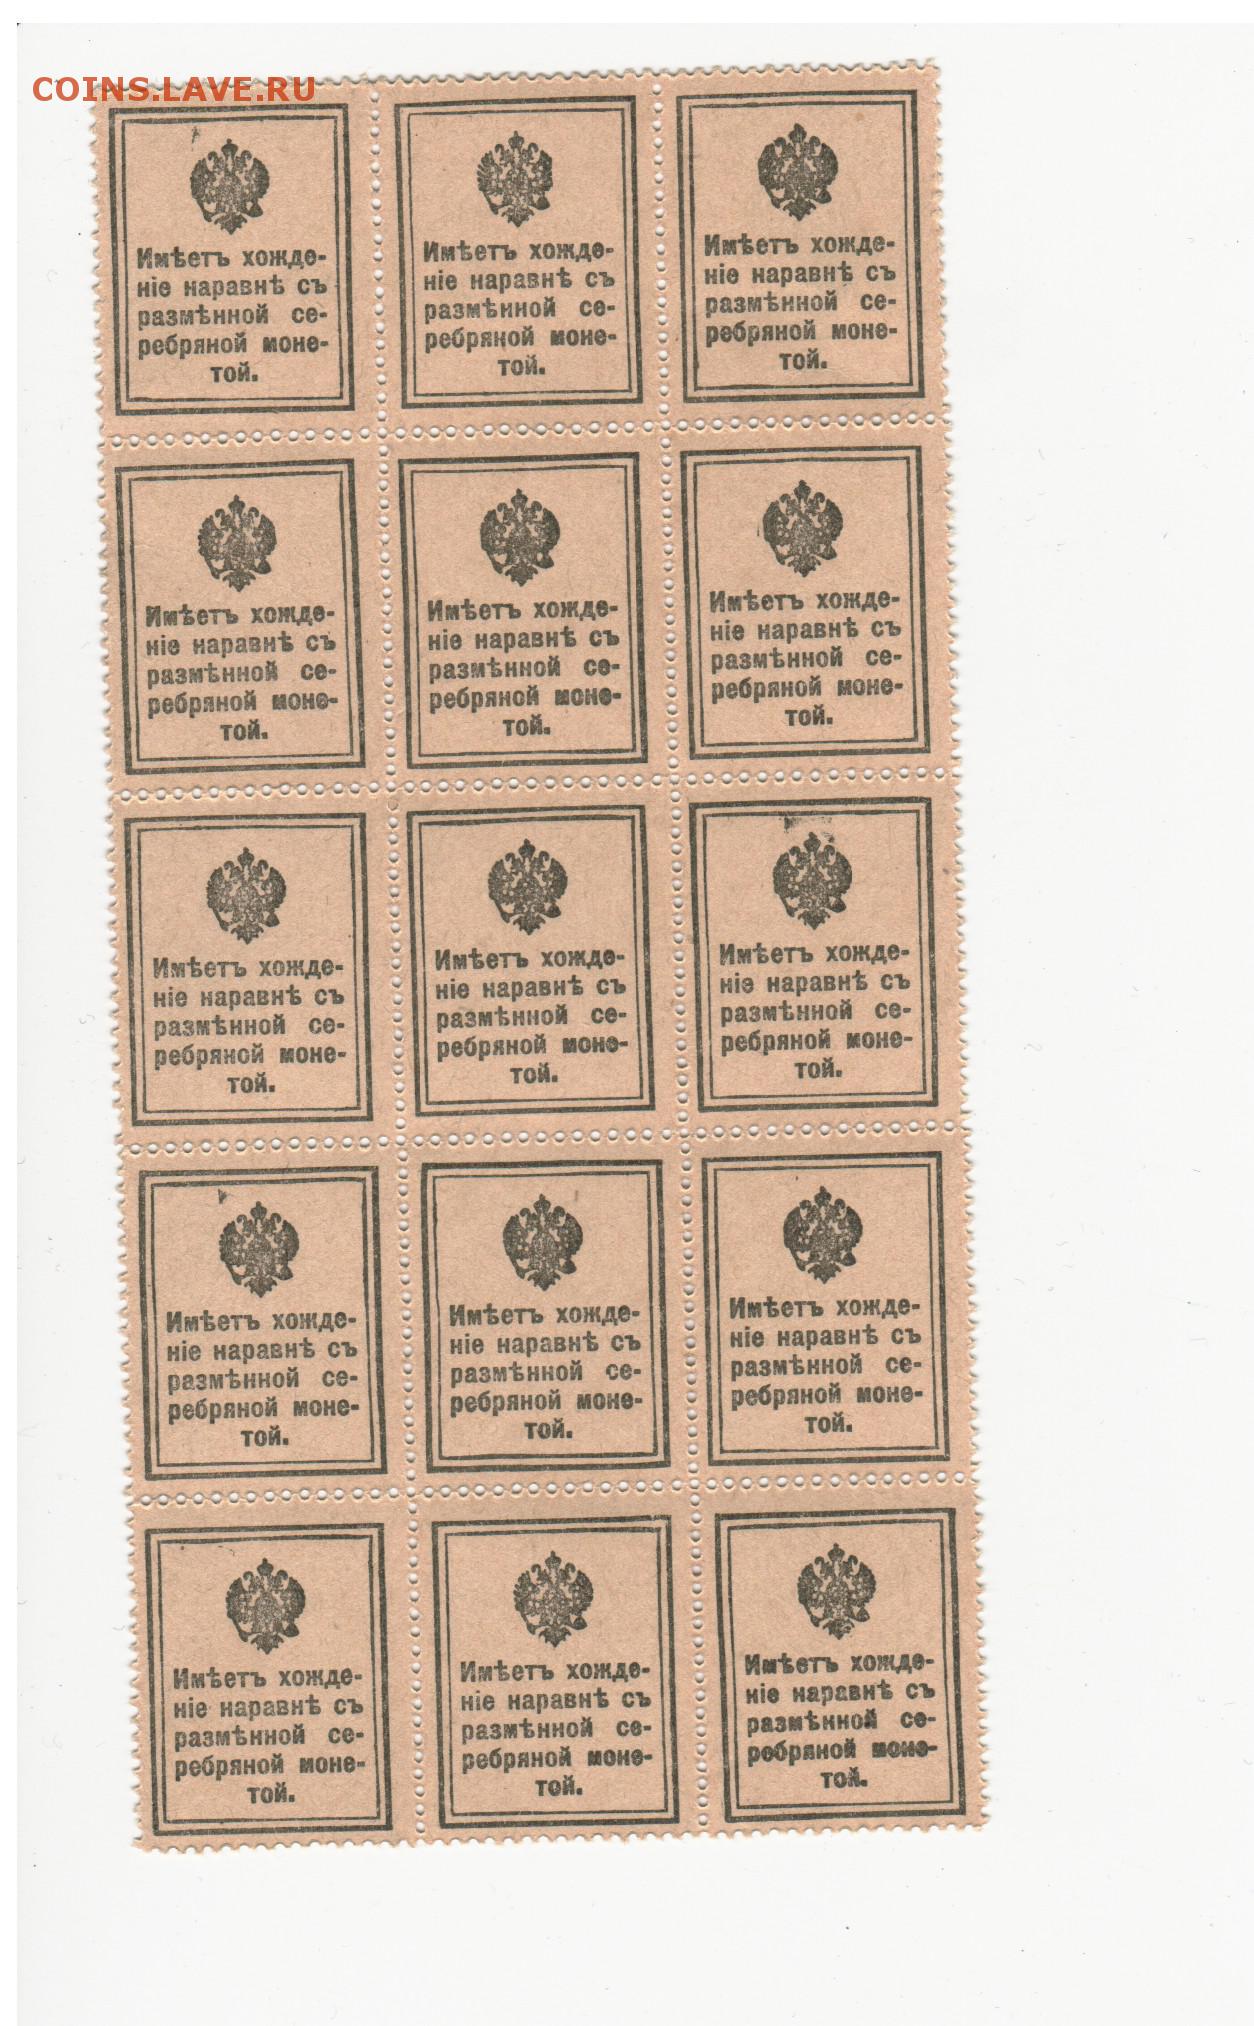 COINS.LAVE.RU
Имѣетъ хожде-
ніе наравнѣ съ
размѣнной се-
ребряной моне-
той.
Имѣетъ хожде-
ніе наравнѣ съ
размѣнной се-
ребряной моне-
той.
Имѣетъ хожде-
ніе наравнѣ съ
размѣнной се-
ребряной моне-
той.
Имѣетъ хожде-
ніе наравнѣ съ
размѣнной се-
ребряной моне-
той.
Имѣетъ хожде-
ніе наравнѣ съ
размѣнной се-
ребряной моне-
той.
Имѣетъ хожде-
ніе наравнѣ съ
размѣнной се-
ребряной моне-
той.
Имѣетъ хожде-
ніе наравнѣ съ
размѣнной се-
ребряной моне-
той.
Имѣетъ хожде-
ніе наравнѣ съ
размѣнной се-
ребряной моне-
той.
Имѣетъ хожде-
ніе наравнѣ съ
размѣнной се-
ребряной моне-
той.
Имѣетъ хожде-
ніе наравнѣ съ
размѣнной се-
ребряной моне-
той.
Имѣетъ хожде-
ніе наравнѣ съ
размѣнной се-
ребряной моне-
той.
Имѣетъ хожде-
ніе наравнѣ съ
размѣнной се-
ребряной моне-
той.
Имѣетъ хожде-
ніе наравнѣ съ
размѣнной се-
ребряной моне-
той.
Имѣетъ хожде-
ніе наравнѣ съ
размѣнной се-
ребряной моне-
той.
Имѣетъ хожде-
ніе наравнѣ съ
размѣнной се-
ребряной моне-
той.